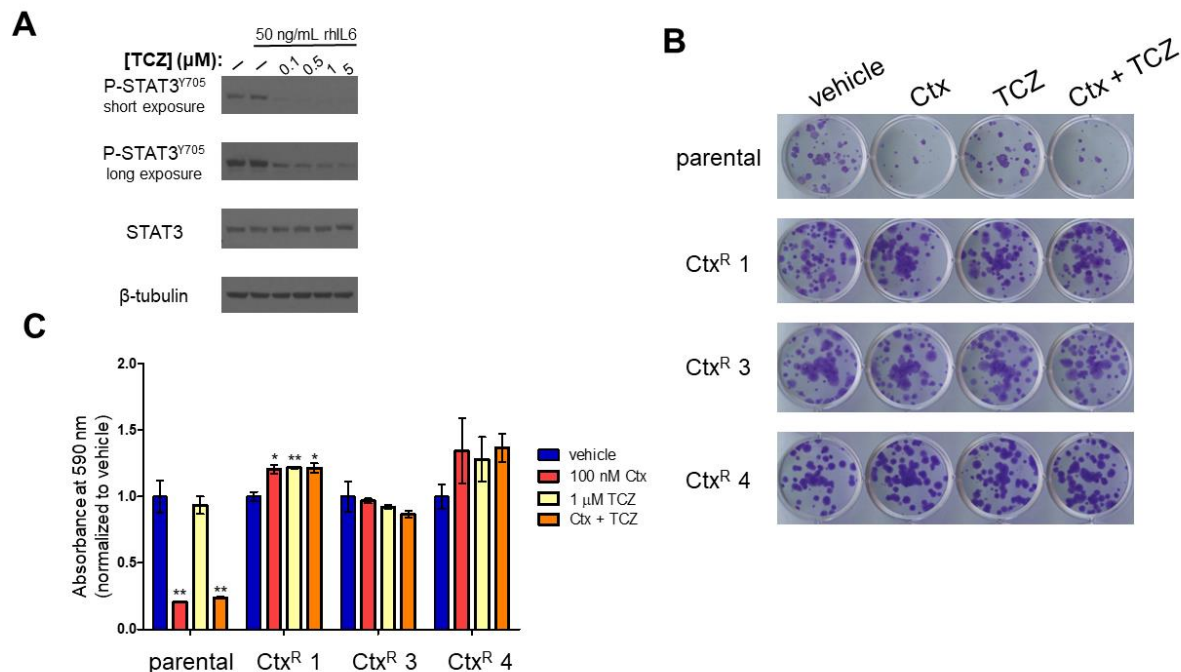 A
50 ng/mL rhIL6
[TCZ] (µM): – – 0.1 0.5 1 5
P-STAT3Y705
short exposure
P-STAT3Y705
long exposure
STAT3
β-tubulin
B
vehicle Ctx TCZ Ctx + TCZ
parental
CtxR 1
CtxR 3
CtxR 4
C
Absorbance at 590 nm
(normalized to vehicle)
2.0
1.5
1.0
0.5
0.0
** **
* ** *
parental CtxR 1 CtxR 3 CtxR 4
vehicle
100 nM Ctx
1 µM TCZ
Ctx + TCZ